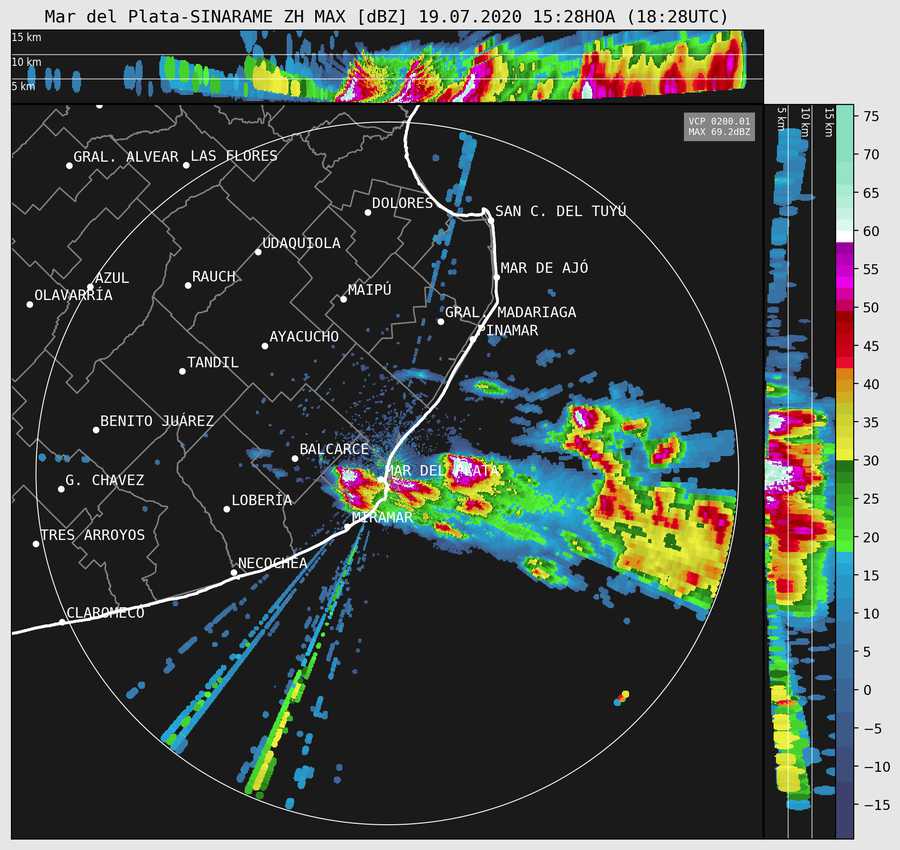 Mar del Plata-SINARAME ZH MAX [dBZ] 19.07.2020 15:28HOA (18:28UTC)
15 km
10 km
5 km
VCP 0200.01
MAX 69.2dBZ
5 km
10 km
15 km
GRAL. ALVEAR
LAS FLORES
DOLORES
SAN C. DEL TUYÚ
UDAQUIOLA
MAR DE AJÓ
AZUL
RAUCH
OLAVARRÍA
MAIPÚ
GRAL. MADARIAGA
PINAMAR
AYACUCHO
TANDIL
BENITO JUÁREZ
BALCARCE
MAR DEL PLATA
G. CHAVEZ
LOBERÍA
MIRAMAR
TRES ARROYOS
NECOCHEA
CLAROMECÓ
75
70
65
60
55
50
45
40
35
30
25
20
15
10
5
0
−5
−10
−15